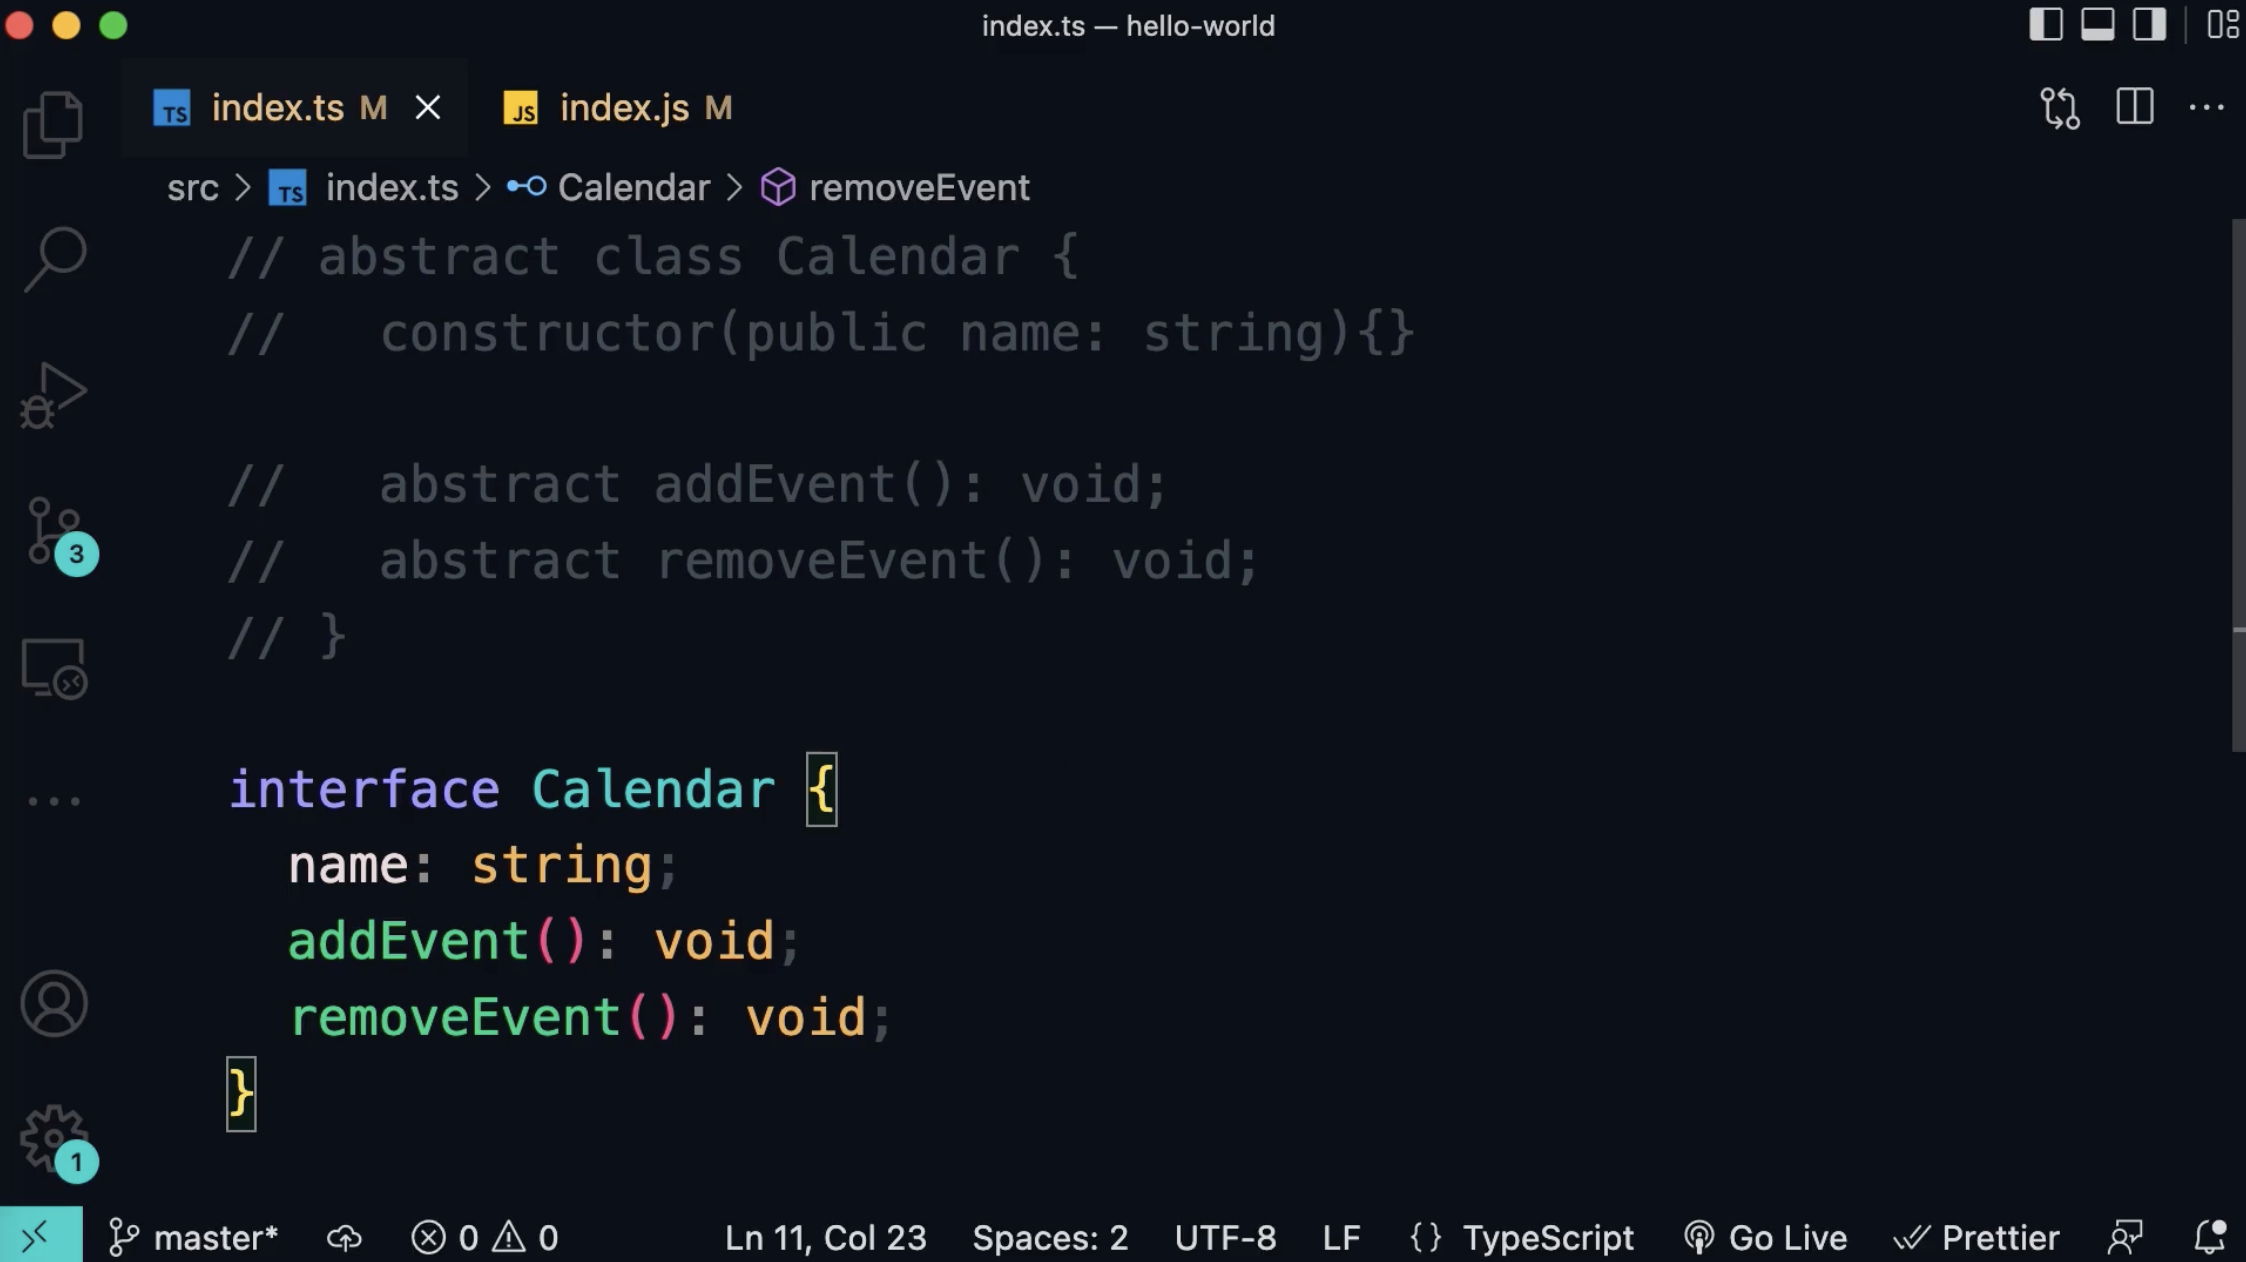 index.ts — hello-world
TS index.ts M JS index.js M
src > TS index.ts > Calendar > removeEvent
// abstract class Calendar {
//   constructor(public name: string){}
//   abstract addEvent(): void;
//   abstract removeEvent(): void;
// }
interface Calendar {
  name: string;
  addEvent(): void;
  removeEvent(): void;
}
3
1
master* 0 0 Ln 11, Col 23 Spaces: 2 UTF-8 LF {} TypeScript Go Live Prettier